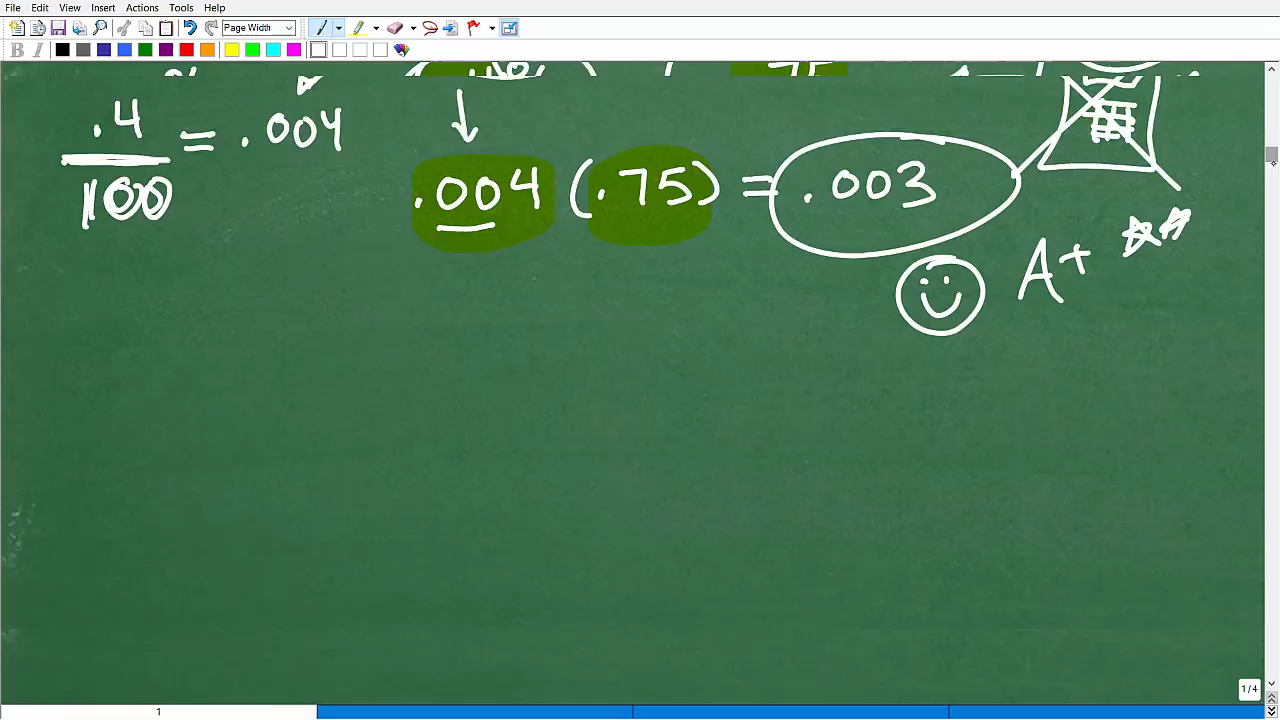 File Edit View Insert Actions Tools Help
Page Width
B I
.4
100
= .004
.004 (.75) = .003
A+
1/4
1